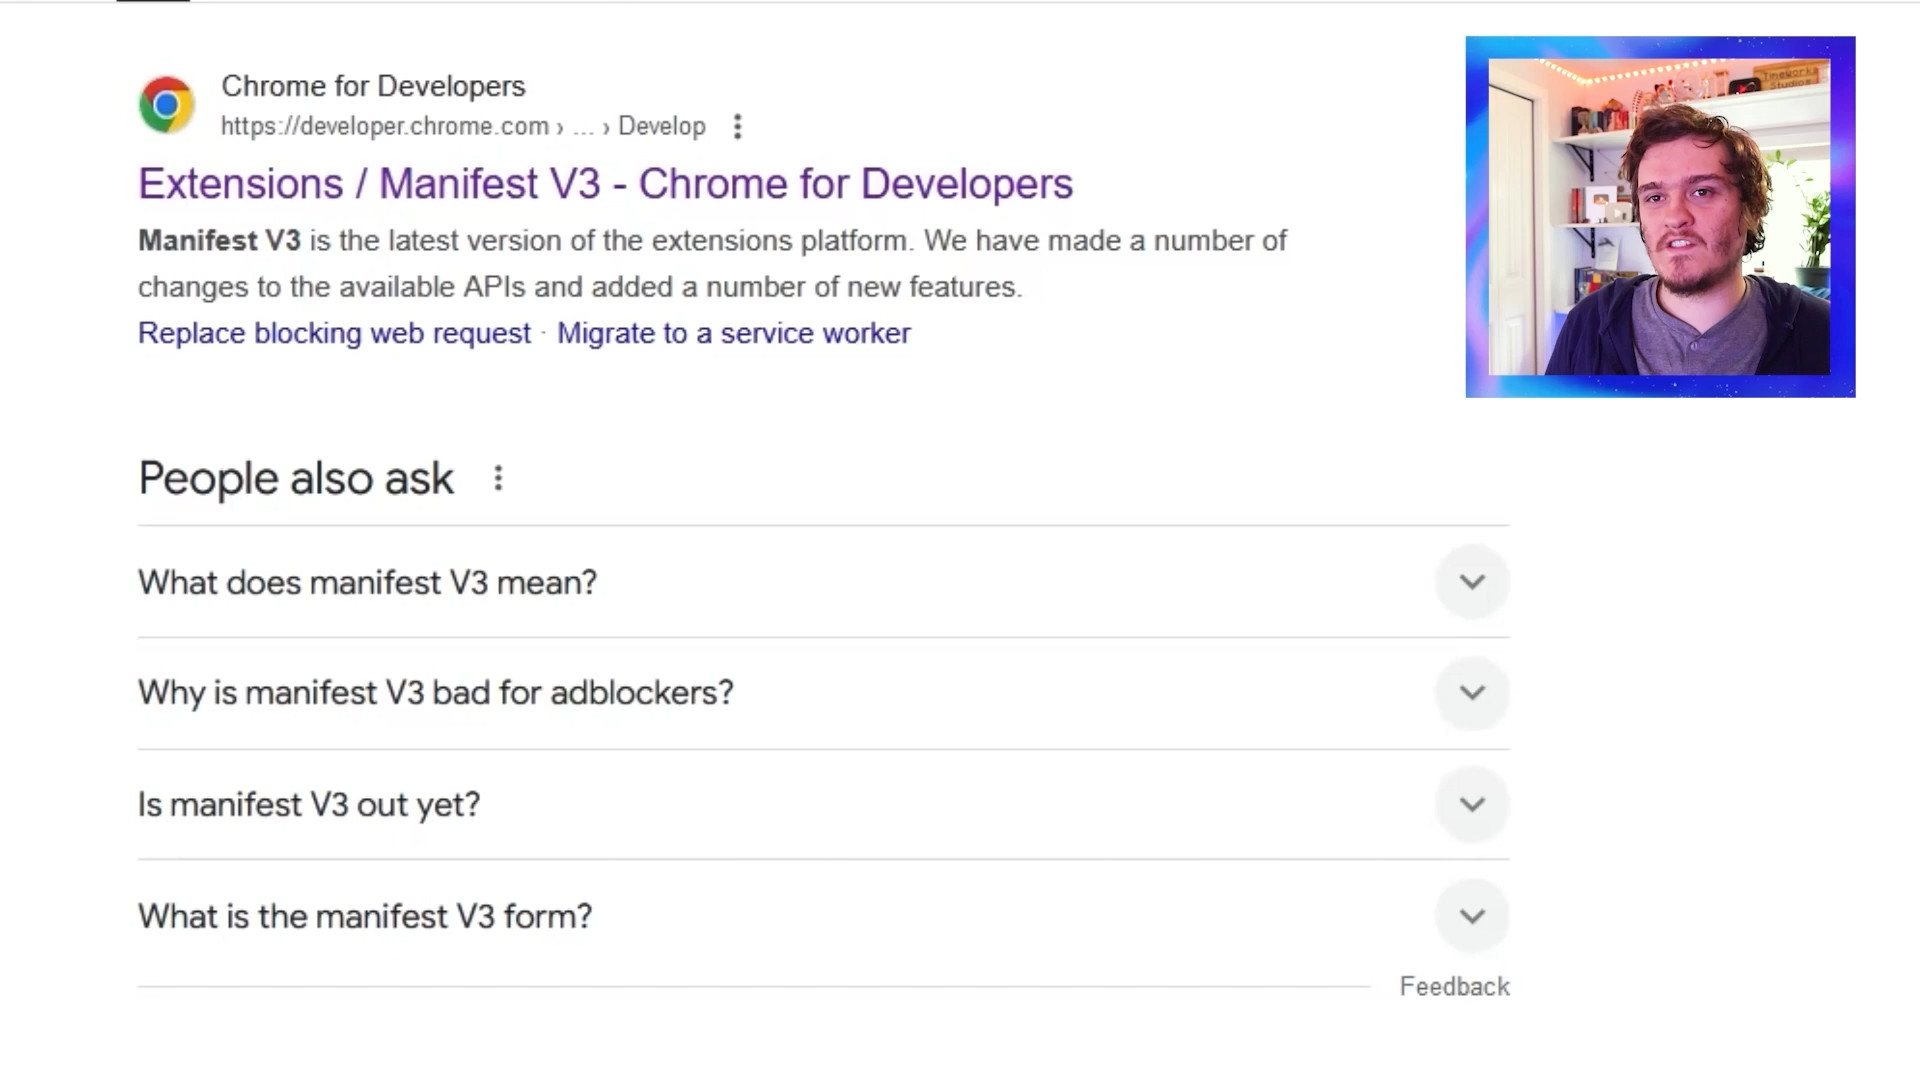 Chrome for Developers
https://developer.chrome.com › ... › Develop
Extensions / Manifest V3 - Chrome for Developers
Manifest V3 is the latest version of the extensions platform. We have made a number of
changes to the available APIs and added a number of new features.
Replace blocking web request · Migrate to a service worker
Timeworks
Studios
People also ask
What does manifest V3 mean?
Why is manifest V3 bad for adblockers?
Is manifest V3 out yet?
What is the manifest V3 form?
Feedback